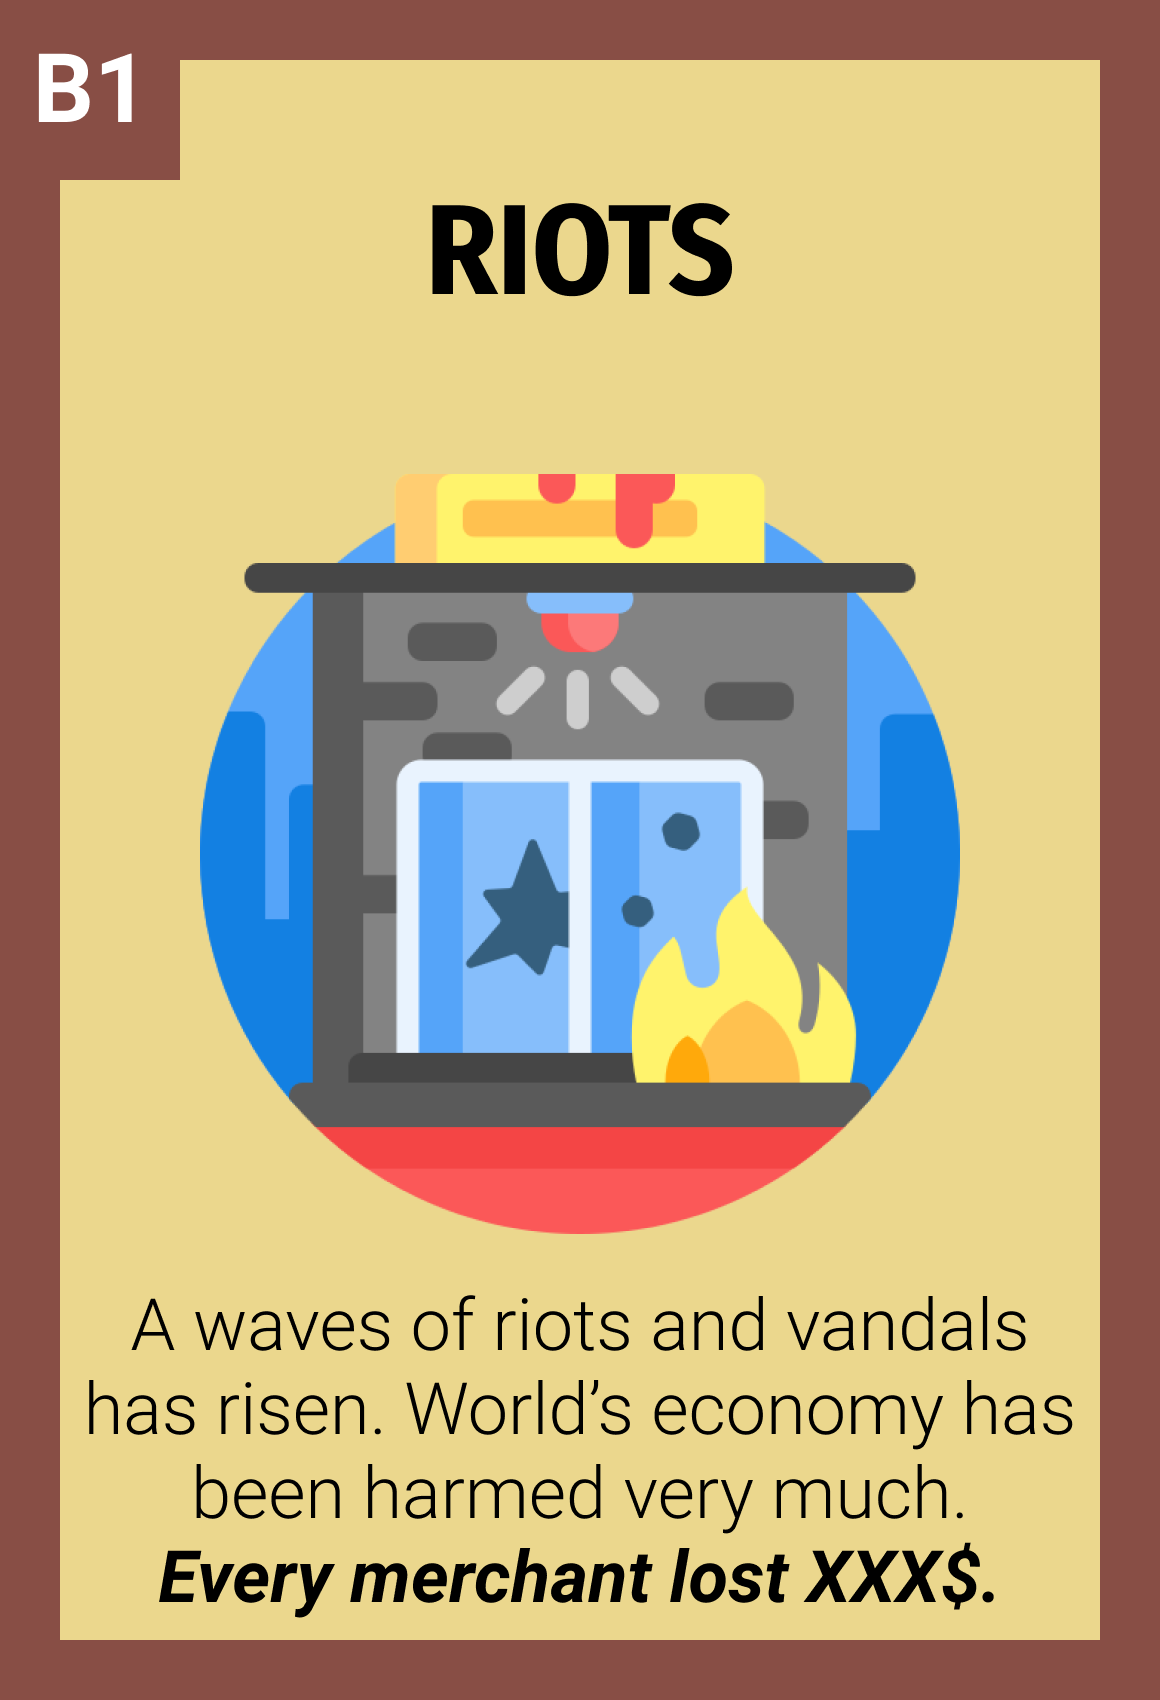 B1
RIOTS
A waves of riots and vandals
has risen. World’s economy has
been harmed very much.
Every merchant lost XXX$.